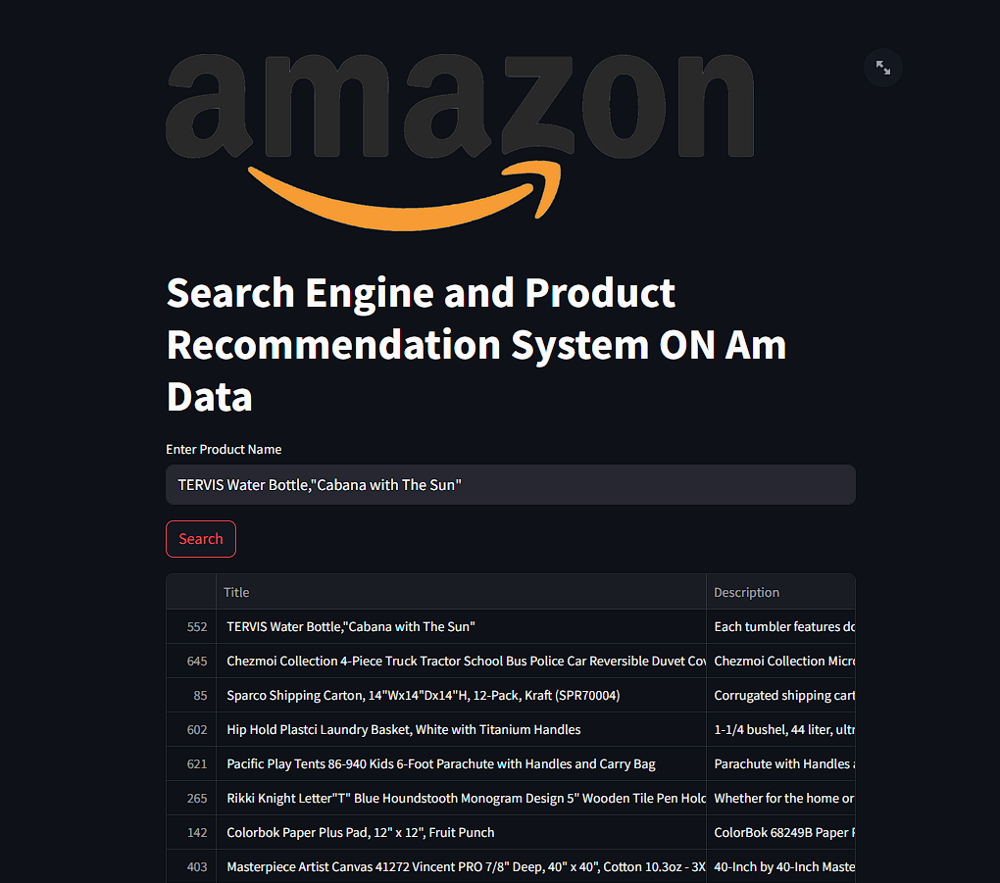 amazon
Search Engine and Product
Recommendation System ON Am
Data
Enter Product Name
TERVIS Water Bottle,"Cabana with The Sun"
Search
Title Description
552 TERVIS Water Bottle,"Cabana with The Sun" Each tumbler features do
645 Chezmoi Collection 4-Piece Truck Tractor School Bus Police Car Reversible Duvet Cov Chezmoi Collection Micro
85 Sparco Shipping Carton, 14"Wx14"Dx14"H, 12-Pack, Kraft (SPR70004) Corrugated shipping cart
602 Hip Hold Plastci Laundry Basket, White with Titanium Handles 1-1/4 bushel, 44 liter, ultr
621 Pacific Play Tents 86-940 Kids 6-Foot Parachute with Handles and Carry Bag Parachute with Handles a
265 Rikki Knight Letter"T" Blue Houndstooth Monogram Design 5" Wooden Tile Pen Hold Whether for the home or
142 Colorbok Paper Plus Pad, 12" x 12", Fruit Punch ColorBok 68249B Paper P
403 Masterpiece Artist Canvas 41272 Vincent PRO 7/8" Deep, 40" x 40", Cotton 10.3oz - 3X 40-Inch by 40-Inch Maste